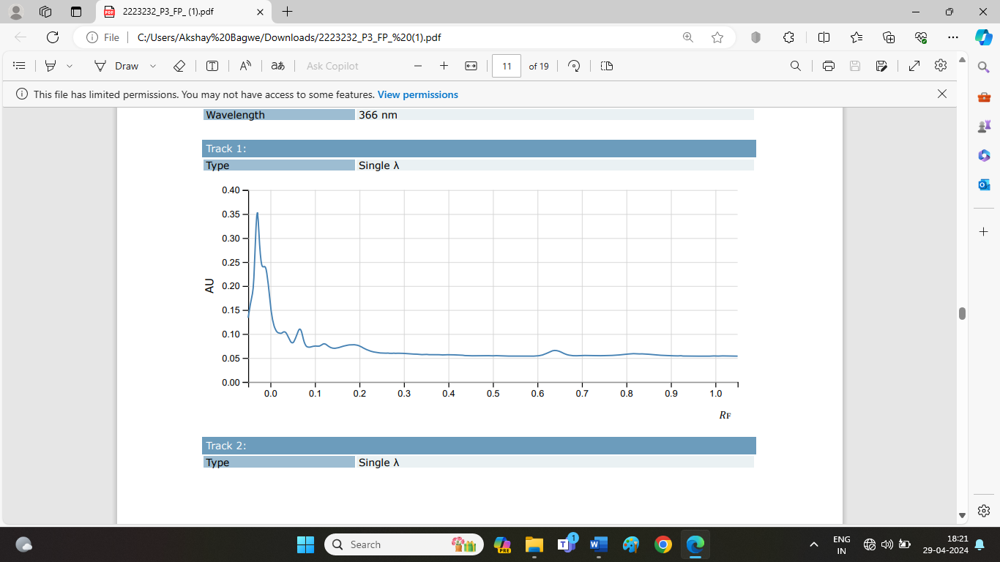 2223232_P3_FP_ (1).pdf
File C:/Users/Akshay%20Bagwe/Downloads/2223232_P3_FP_%20(1).pdf
Draw Ask Copilot 11 of 19
This file has limited permissions. You may not have access to some features. View permissions
Wavelength 366 nm
Track 1:
Type Single λ
0.40
0.35
0.30
0.25
0.20
0.15
0.10
0.05
0.00
AU
0.0 0.1 0.2 0.3 0.4 0.5 0.6 0.7 0.8 0.9 1.0
RF
Track 2:
Type Single λ
Search
PRE
1
ENG
IN
18:21
29-04-2024